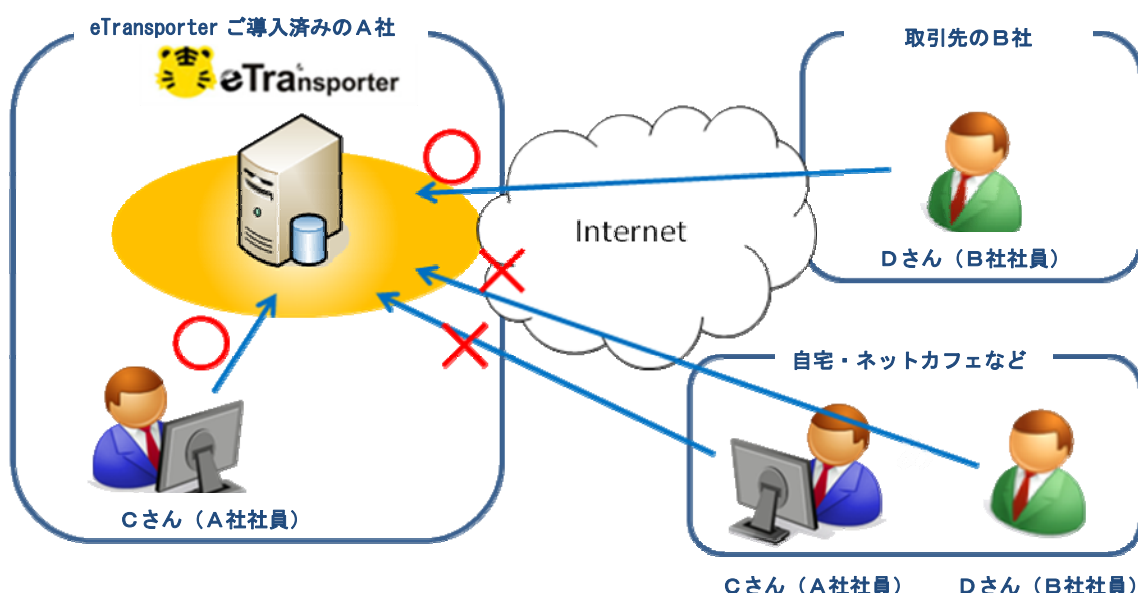 eTransporter ご導入済みのA社
eTransporter
取引先のB社
Internet
Dさん（B社社員）
自宅・ネットカフェなど
Cさん（A社社員）
Cさん（A社社員）
Dさん（B社社員）